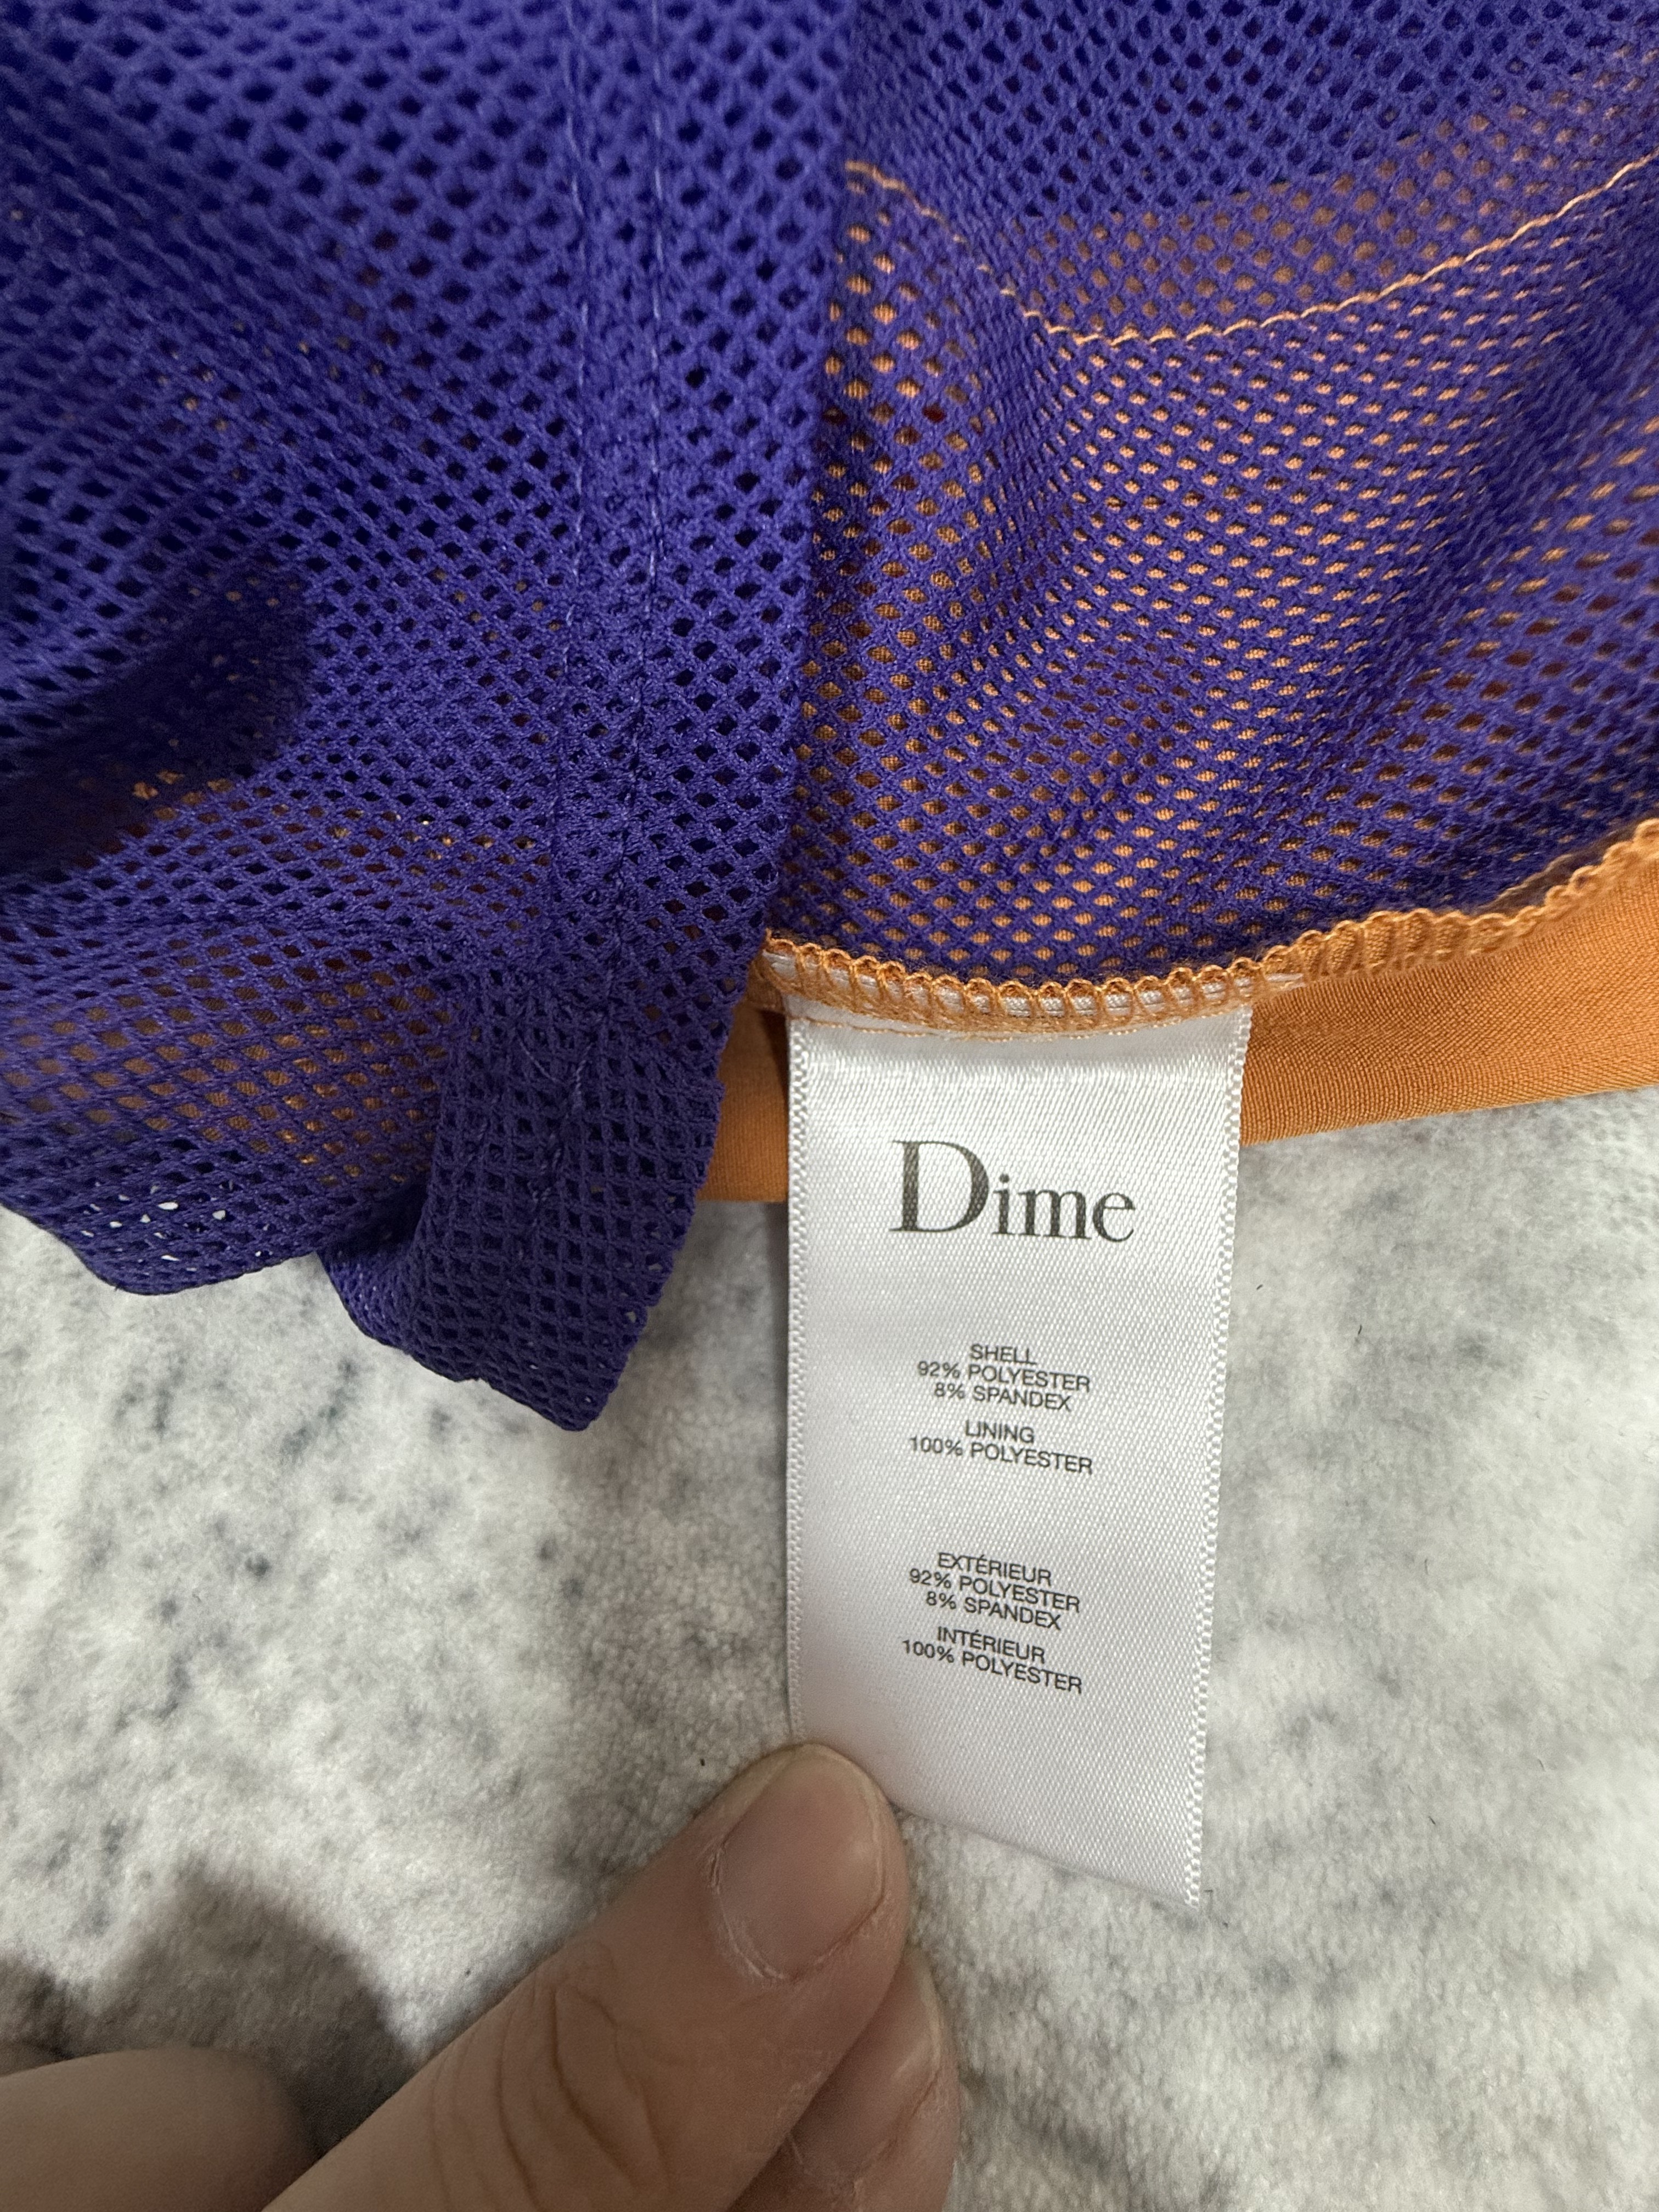 Dime
SHELL
92% POLYESTER
8% SPANDEX
LINING
100% POLYESTER
EXTÉRIEUR
92% POLYESTER
8% SPANDEX
INTÉRIEUR
100% POLYESTER